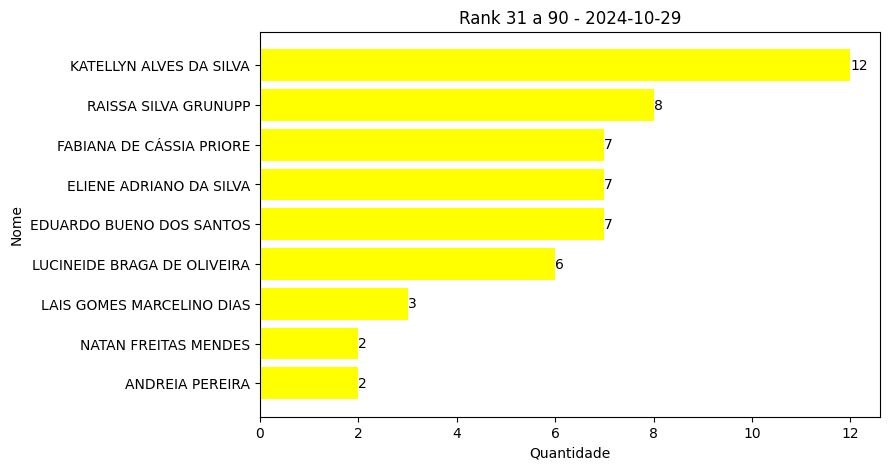 Rank 31 a 90 - 2024-10-29
Nome
KATELLYN ALVES DA SILVA 12
RAISSA SILVA GRUNUPP 8
FABIANA DE CÁSSIA PRIORE 7
ELIENE ADRIANO DA SILVA 7
EDUARDO BUENO DOS SANTOS 7
LUCINEIDE BRAGA DE OLIVEIRA 6
LAIS GOMES MARCELINO DIAS 3
NATAN FREITAS MENDES 2
ANDREIA PEREIRA 2
0 2 4 6 8 10 12
Quantidade